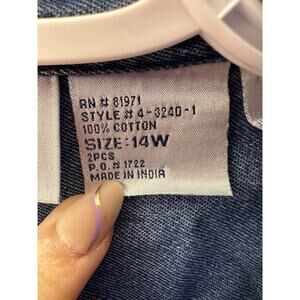 RN # 81971
STYLE # 4-3240-1
100% COTTON
SIZE: 14W
2PCS
P.O.# 1722
MADE IN INDIA